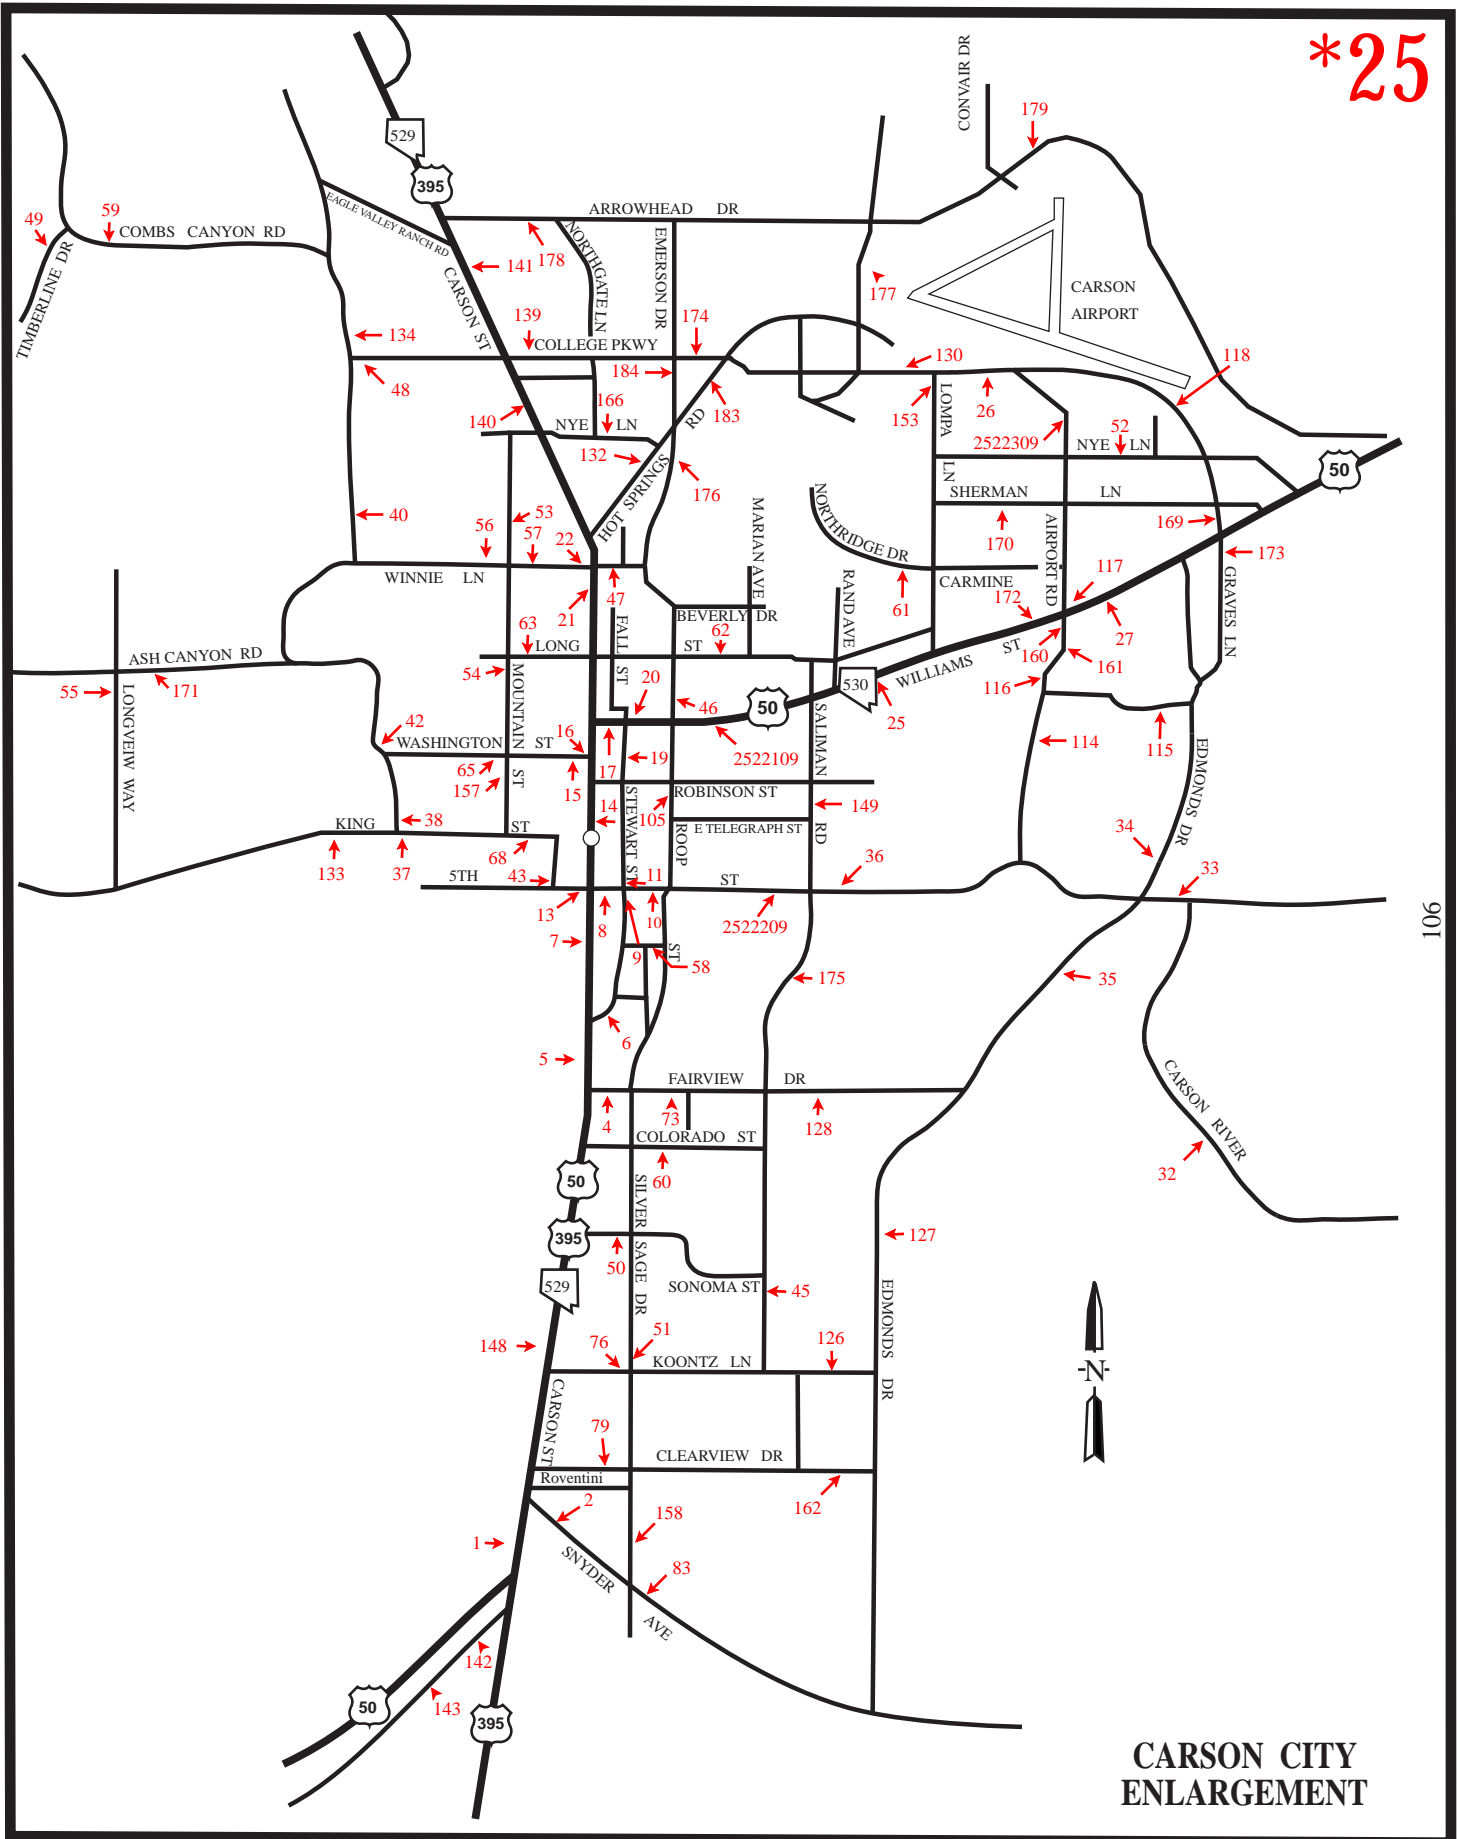 *25
CONVAIR DR
179
529
395
EAGLE VALLEY RANCH RD
ARROWHEAD DR
49
59
COMBS CANYON RD
TIMBERLINE DR
141
178
NORTHGATE LN
EMERSON DR
177
CARSON
AIRPORT
CARSON ST
134
139
174
COLLEGE PKWY
130
118
48
184
183
26
153
LOMPA
LN
140
166
NYE LN
RD
2522309
52
NYE LN
132
HOT SPRINGS
176
50
SHERMAN LN
40
56
53
57
22
MARIAN AVE
NORTHRIDGE DR
170
169
173
AIRPORT RD
WINNIE LN
47
21
RAND AVE
61
CARMINE
172
117
GRAVES LN
FALL ST
BEVERLY DR
62
63
LONG ST
27
160
161
ASH CANYON RD
171
55
LONGVEIW WAY
54
MOUNTAIN ST
20
46
50
530
WILLIAMS ST
25
116
42
WASHINGTON ST
16
17
19
2522109
SALIMAN RD
114
115
EDMONDS DR
65
157
15
14
105
STEWART ST
ROBINSON ST
149
E TELEGRAPH ST
ROOP
ST
KING ST
38
133
37
68
43
5TH ST
11
36
34
33
13
8
10
2522209
7
9
58
175
35
106
6
5
FAIRVIEW DR
4
73
128
CARSON RIVER
COLORADO ST
60
32
50
395
529
SILVER SAGE DR
50
127
SONOMA ST
45
EDMONDS DR
148
76
51
KOONTZ LN
126
-N-
CARSON ST
79
CLEARVIEW DR
Roventini
2
162
158
1
SNYDER AVE
83
142
143
50
395
CARSON CITY
ENLARGEMENT